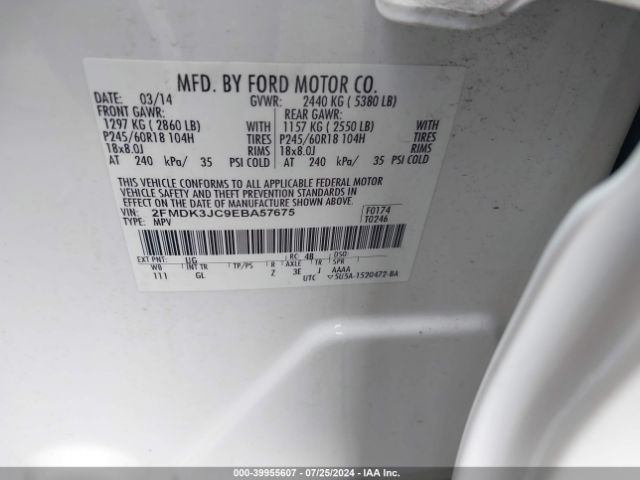 MFD. BY FORD MOTOR CO.
DATE: 03/14 GVWR: 2440 KG ( 5380 LB)
FRONT GAWR: REAR GAWR:
1297 KG ( 2860 LB) WITH 1157 KG ( 2550 LB) WITH
P245/60R18 104H TIRES P245/60R18 104H TIRES
18x8.0J RIMS 18x8.0J RIMS
AT 240 kPa/ 35 PSI COLD AT 240 kPa/ 35 PSI COLD
THIS VEHICLE CONFORMS TO ALL APPLICABLE FEDERAL MOTOR
VEHICLE SAFETY AND THEFT PREVENTION STANDARDS IN
EFFECT ON THE DATE OF MANUFACTURE SHOWN ABOVE.
VIN: 2FMDK3JC9EBA57675 F0174
TYPE: MPV T0246
EXT PNT: UG RC: 48 DSO:
WB INT TR TP/PS R AXLE TR SPR
111 GL Z 3E J AAAA
UTC 5U5A-1520472-BA
000-39955607 / 07/25/2024 - IAA Inc.